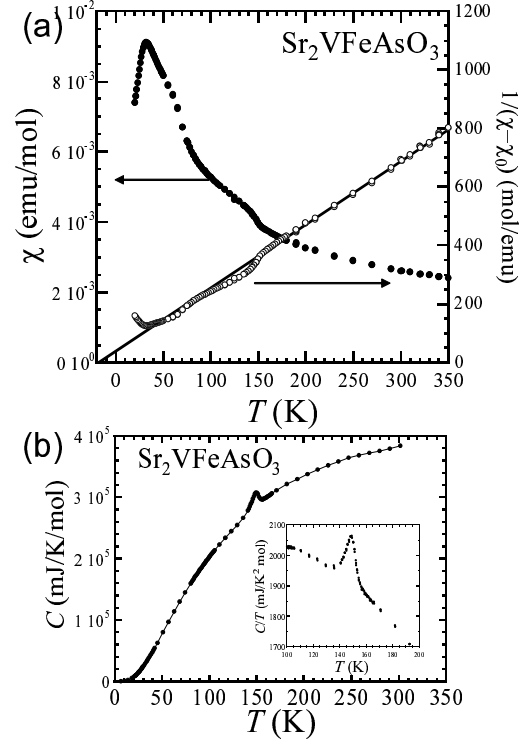 (a)
1 10⁻²
8 10⁻³
6 10⁻³
4 10⁻³
2 10⁻³
0 10⁰
χ (emu/mol)
Sr₂VFeAsO₃
1200
1000
800
600
400
200
0
1/(χ−χ₀) (mol/emu)
0 50 100 150 200 250 300 350
T (K)
(b)
4 10⁵
3 10⁵
2 10⁵
1 10⁵
0
C (mJ/K/mol)
Sr₂VFeAsO₃
2100
2000
1900
1800
1700
C/T (mJ/K² mol)
100 120 140 160 180 200
T (K)
0 50 100 150 200 250 300 350
T (K)